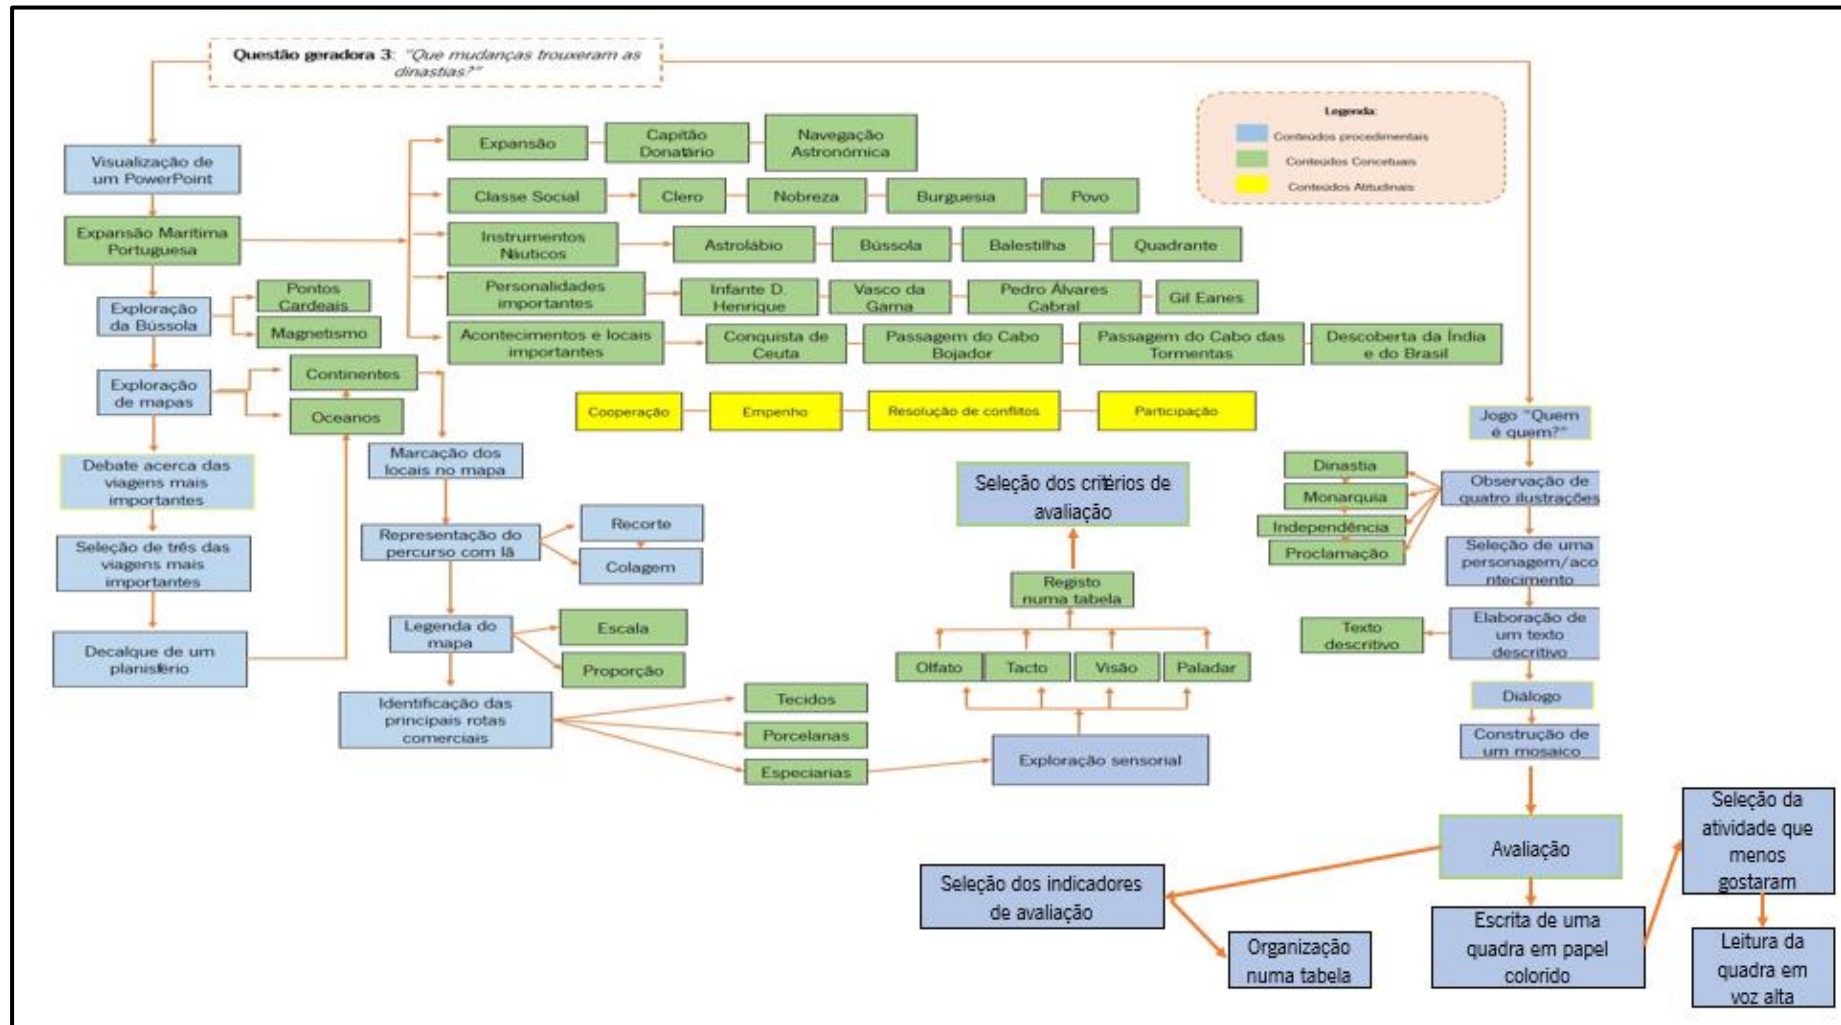 Questão geradora 3: "Que mudanças trouxeram as
dinastias?"
Legenda:
Conteúdos procedimentais
Conteúdos Concetuais
Conteúdos Atitudinais
Visualização de
um PowerPoint
Expansão Marítima
Portuguesa
Expansão
Capitão
Donatário
Navegação
Astronómica
Classe Social
Clero
Nobreza
Burguesia
Povo
Instrumentos
Náuticos
Astrolábio
Bússola
Balestilha
Quadrante
Personalidades
importantes
Infante D.
Henrique
Vasco da
Gama
Pedro Álvares
Cabral
Gil Eanes
Acontecimentos e locais
importantes
Conquista de
Ceuta
Passagem do Cabo
Bojador
Passagem do Cabo das
Tormentas
Descoberta da Índia
e do Brasil
Exploração
da Bússola
Pontos
Cardeais
Magnetismo
Exploração
de mapas
Continentes
Oceanos
Debate acerca das
viagens mais
importantes
Seleção de três das
viagens mais
importantes
Decalque de um
planisfério
Marcação dos
locais no mapa
Representação do
percurso com lã
Recorte
Colagem
Legenda do
mapa
Escala
Proporção
Identificação das
principais rotas
comerciais
Tecidos
Porcelanas
Especiarias
Cooperação
Empenho
Resolução de conflitos
Participação
Seleção dos critérios de
avaliação
Registo
numa tabela
Olfato
Tacto
Visão
Paladar
Exploração sensorial
Jogo "Quem
é quem?"
Observação de
quatro ilustrações
Dinastia
Monarquia
Independência
Proclamação
Seleção de uma
personagem/aco
ntecimento
Elaboração de
um texto
descritivo
Texto
descritivo
Diálogo
Construção de
um mosaico
Avaliação
Seleção dos indicadores
de avaliação
Organização
numa tabela
Escrita de uma
quadra em papel
colorido
Seleção da
atividade que
menos
gostaram
Leitura da
quadra em
voz alta